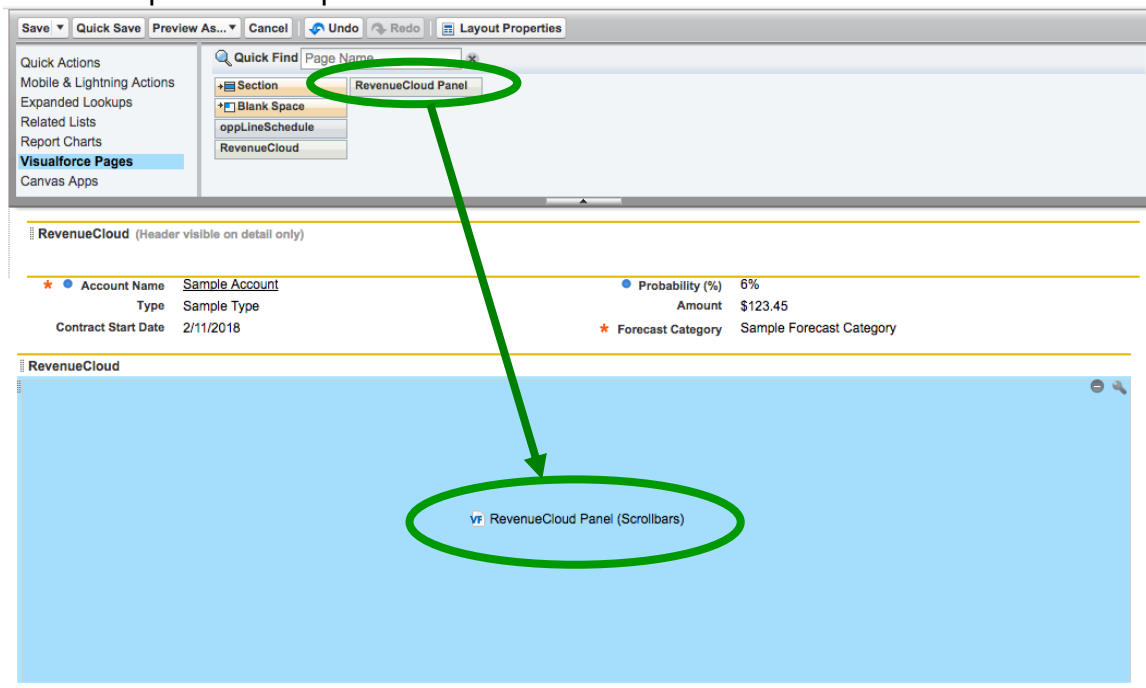 Save Quick Save Preview As... Cancel Undo Redo Layout Properties
Quick Actions
Mobile & Lightning Actions
Expanded Lookups
Related Lists
Report Charts
Visualforce Pages
Canvas Apps
Quick Find Page Name
Section RevenueCloud Panel
Blank Space
oppLineSchedule
RevenueCloud
RevenueCloud (Header visible on detail only)
* Account Name Sample Account Probability (%) 6%
Type Sample Type Amount $123.45
Contract Start Date 2/11/2018 * Forecast Category Sample Forecast Category
RevenueCloud
VF RevenueCloud Panel (Scrollbars)